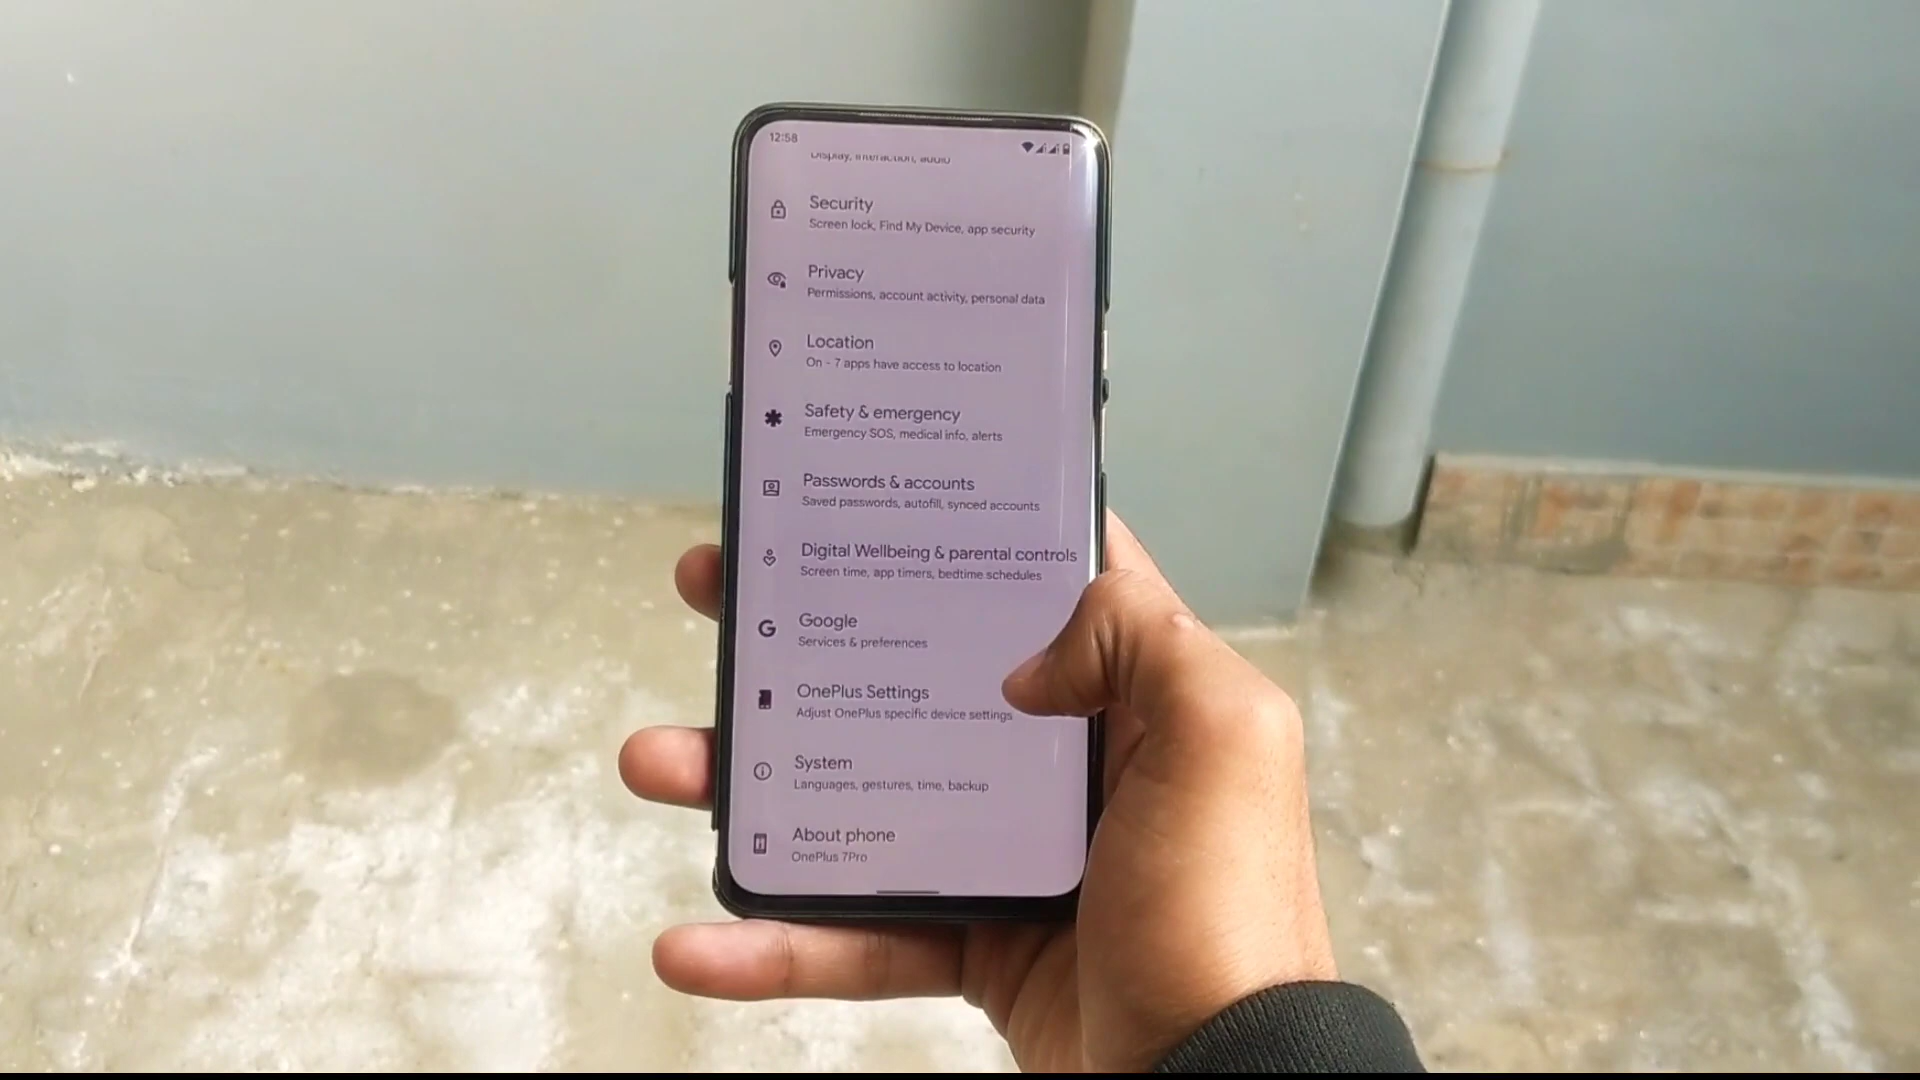 12:58
Display, interaction, audio
Security
Screen lock, Find My Device, app security
Privacy
Permissions, account activity, personal data
Location
On - 7 apps have access to location
Safety & emergency
Emergency SOS, medical info, alerts
Passwords & accounts
Saved passwords, autofill, synced accounts
Digital Wellbeing & parental controls
Screen time, app timers, bedtime schedules
Google
Services & preferences
OnePlus Settings
Adjust OnePlus specific device settings
System
Languages, gestures, time, backup
About phone
OnePlus 7Pro